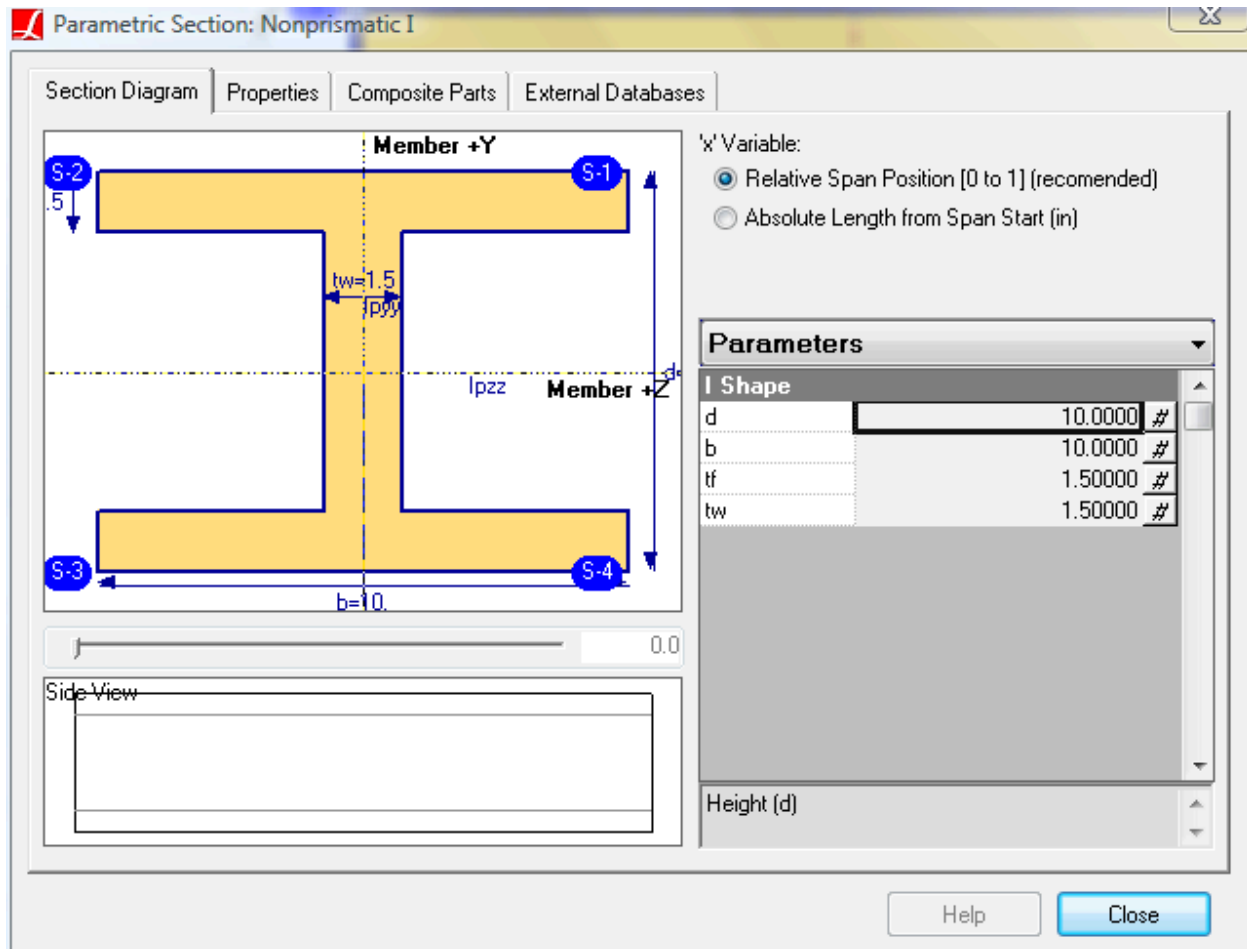 Parametric Section: Nonprismatic I
Section Diagram Properties Composite Parts External Databases
Member +Y
S-2
S-1
.5
tw=1.5
Ipyy
Ipzz
Member +Z
S-3
S-4
b=10.
0.0
Side View
'x' Variable:
Relative Span Position [0 to 1] (recomended)
Absolute Length from Span Start (in)
Parameters
I Shape
d 10.0000 #
b 10.0000 #
tf 1.50000 #
tw 1.50000 #
Height (d)
Help Close